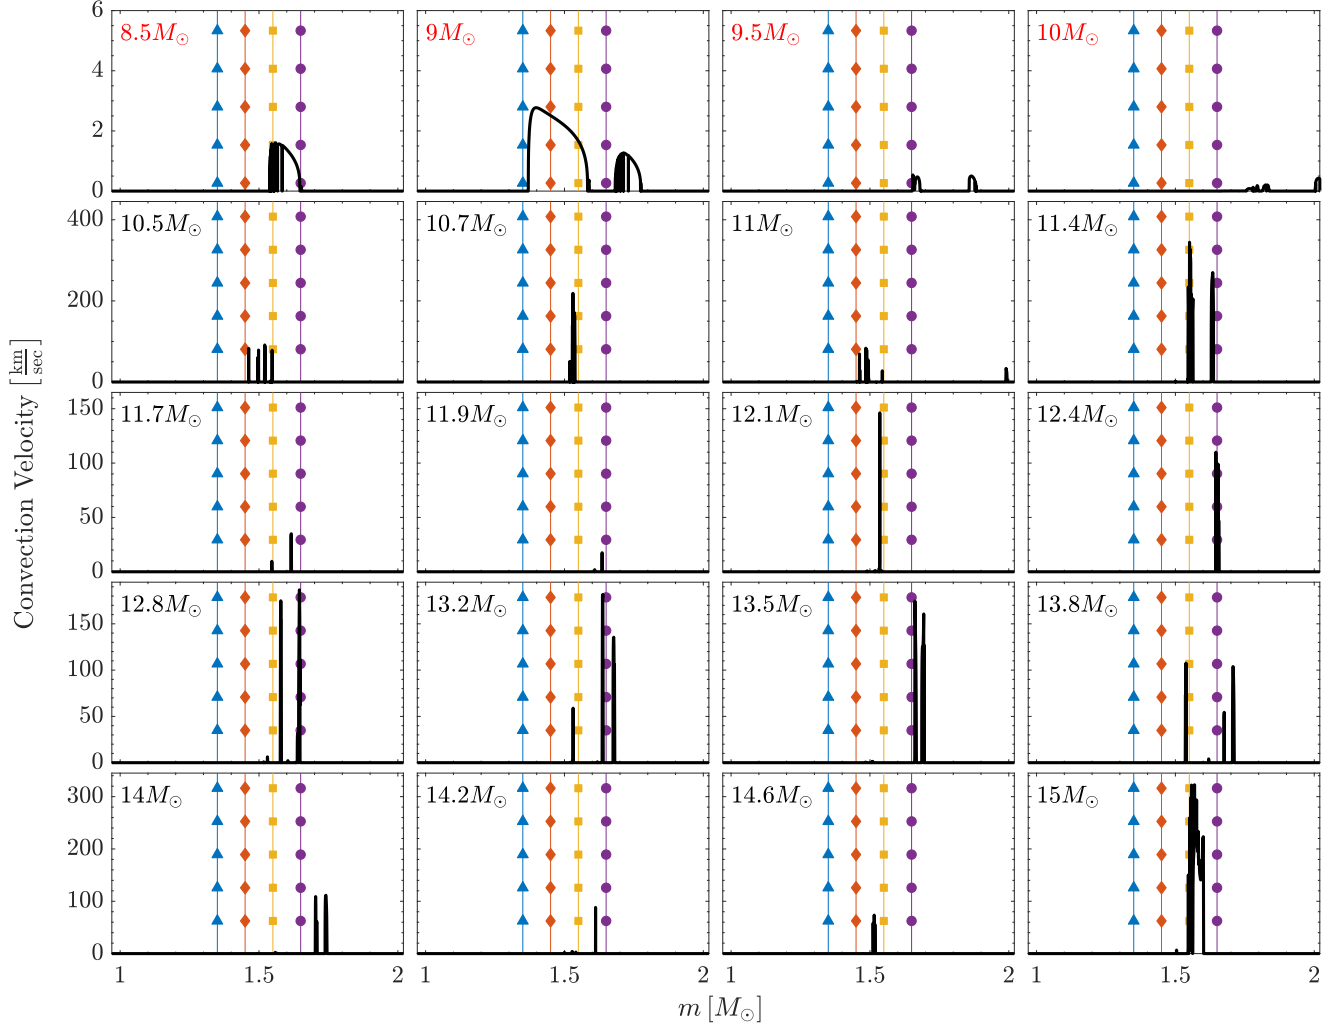 6
4
2
0
8.5M⊙
9M⊙
9.5M⊙
10M⊙
400
200
0
10.5M⊙
10.7M⊙
11M⊙
11.4M⊙
150
100
50
0
11.7M⊙
11.9M⊙
12.1M⊙
12.4M⊙
150
100
50
0
12.8M⊙
13.2M⊙
13.5M⊙
13.8M⊙
300
200
100
0
14M⊙
14.2M⊙
14.6M⊙
15M⊙
1 1.5 2
1 1.5 2
1 1.5 2
1 1.5 2
Convection Velocity [km/sec]
m [M⊙]